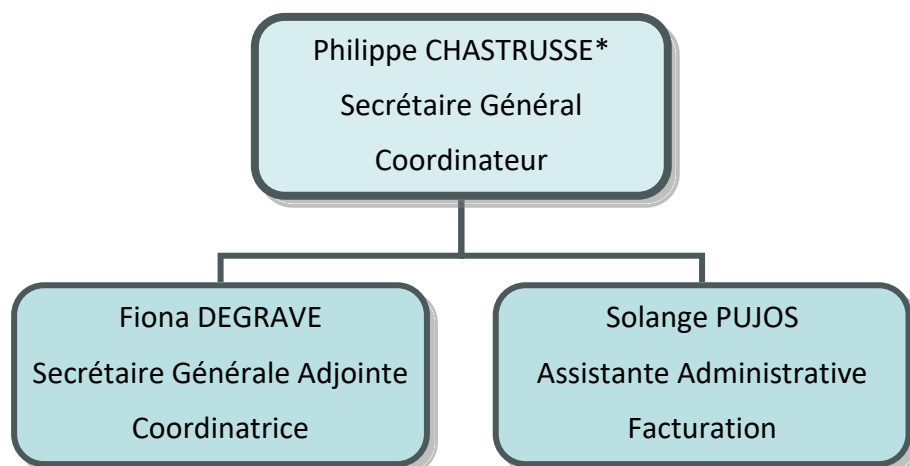 Philippe CHASTRUSSE*
Secrétaire Général
Coordinateur
Fiona DEGRAVE
Secrétaire Générale Adjointe
Coordinatrice
Solange PUJOS
Assistante Administrative
Facturation